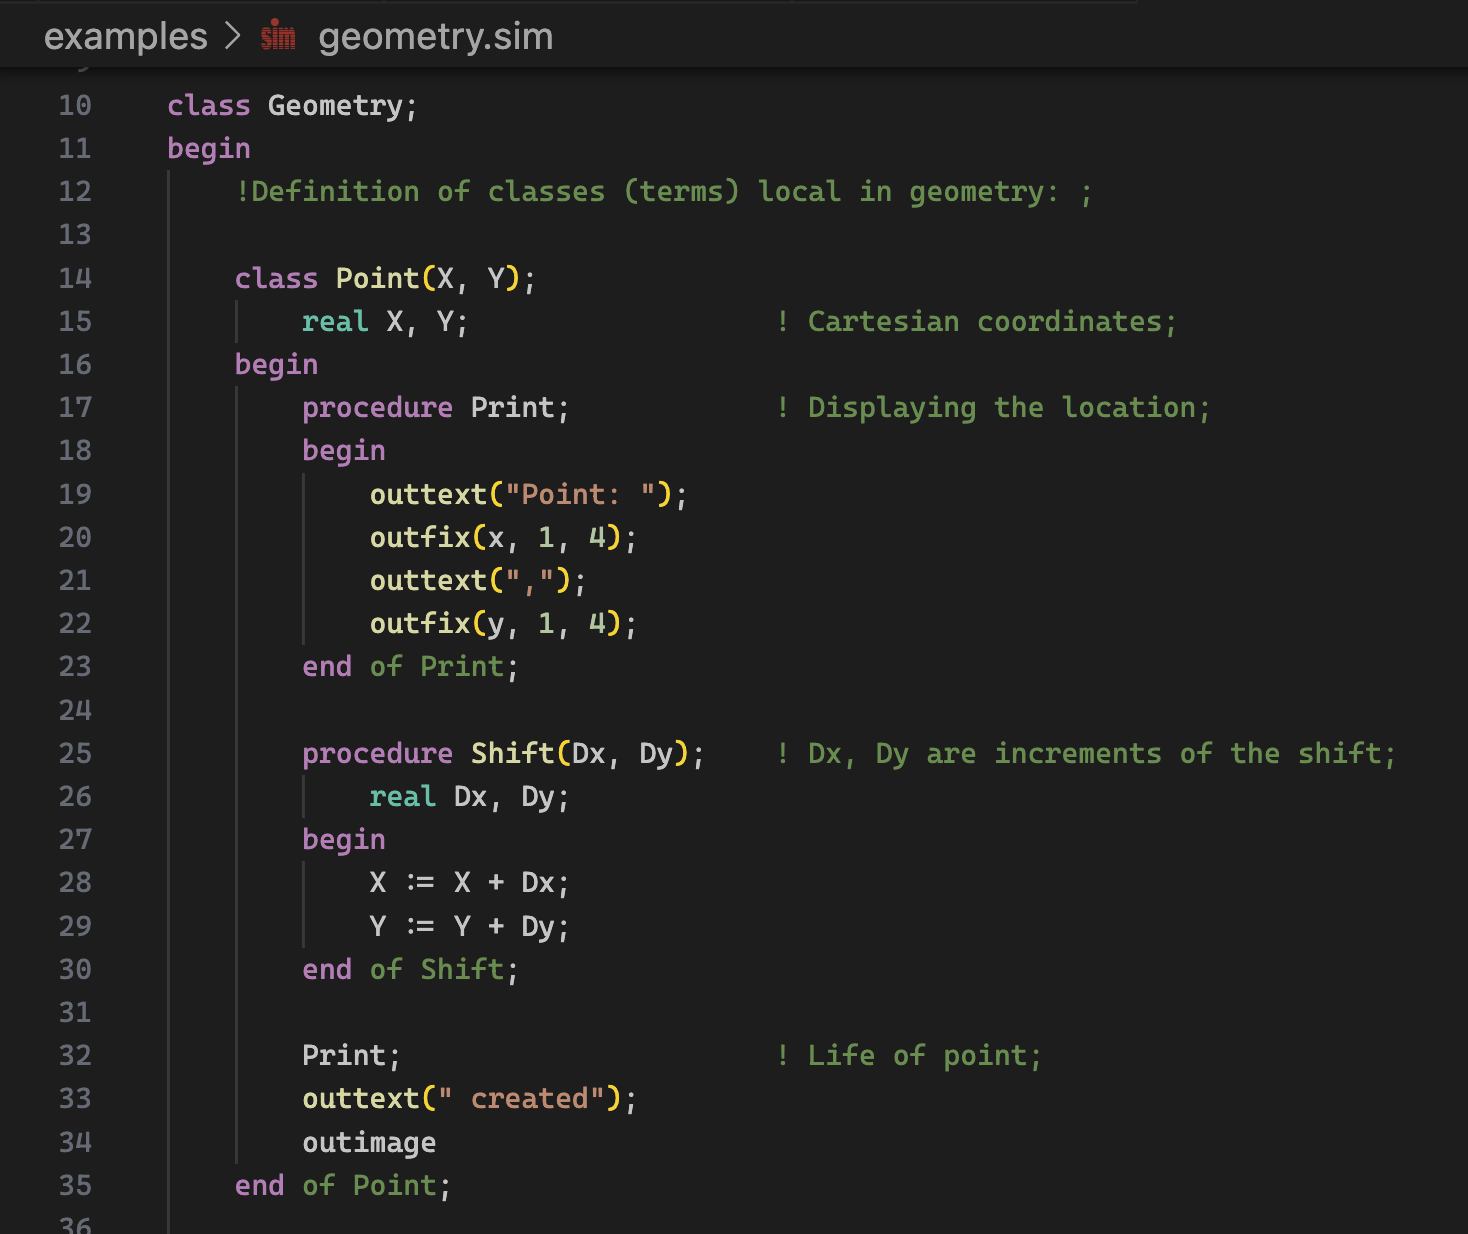 examples > sim geometry.sim
10 class Geometry;
11 begin
12 !Definition of classes (terms) local in geometry: ;
13
14 class Point(X, Y);
15 real X, Y; ! Cartesian coordinates;
16 begin
17 procedure Print; ! Displaying the location;
18 begin
19 outtext("Point: ");
20 outfix(x, 1, 4);
21 outtext(",");
22 outfix(y, 1, 4);
23 end of Print;
24
25 procedure Shift(Dx, Dy); ! Dx, Dy are increments of the shift;
26 real Dx, Dy;
27 begin
28 X := X + Dx;
29 Y := Y + Dy;
30 end of Shift;
31
32 Print; ! Life of point;
33 outtext(" created");
34 outimage
35 end of Point;
36